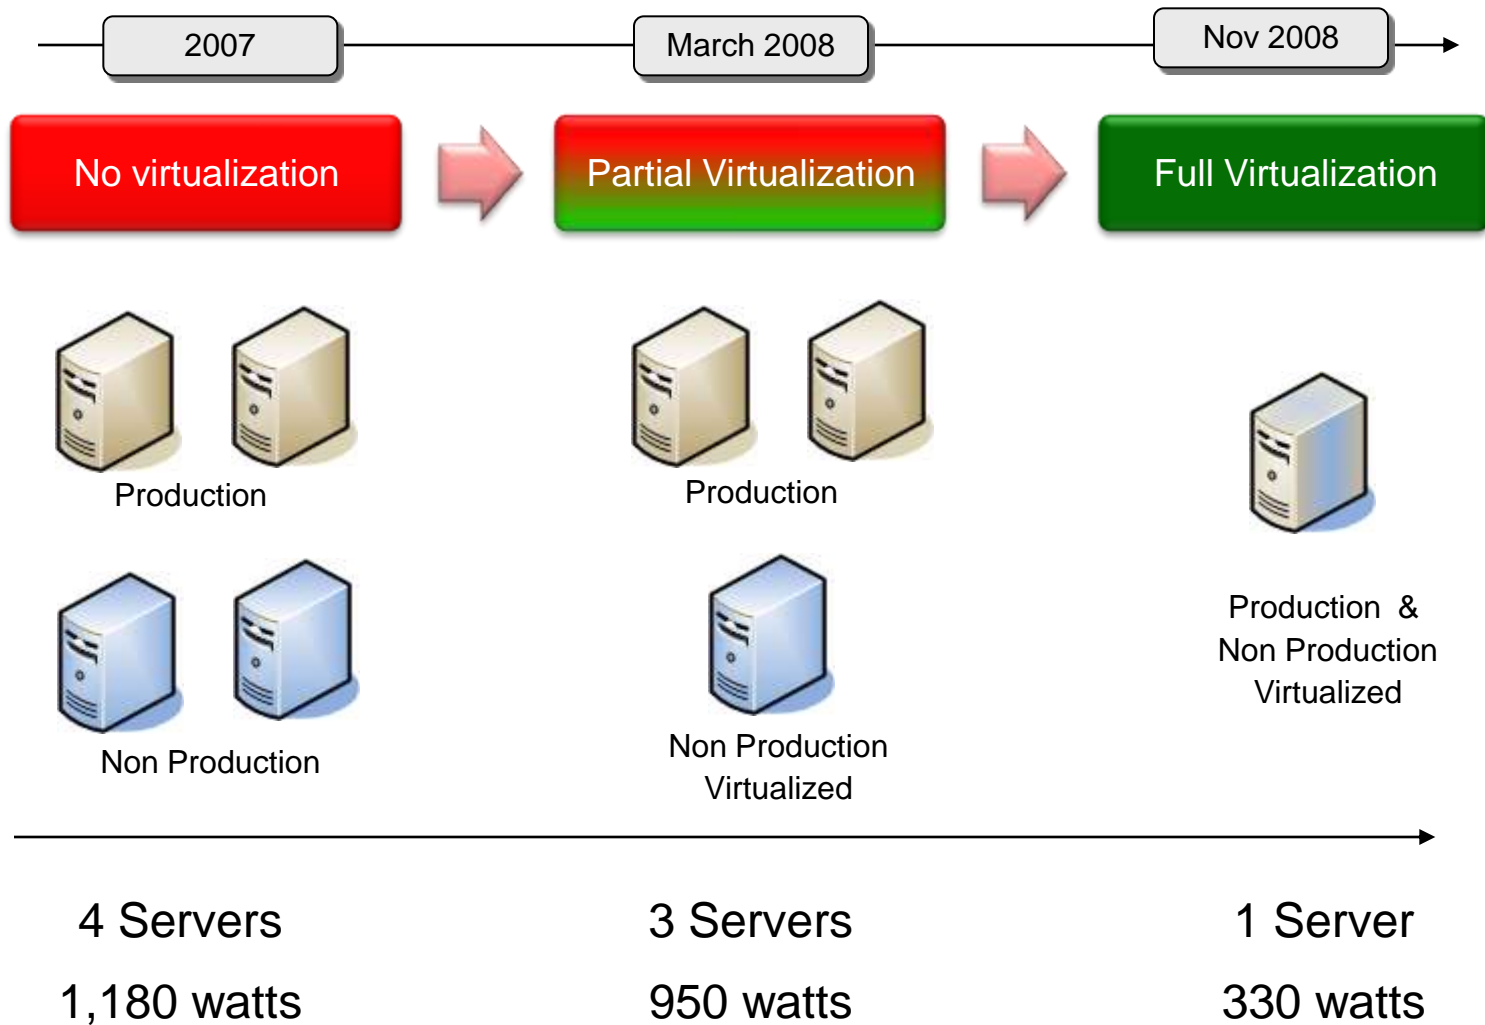 2007
March 2008
Nov 2008
No virtualization
Partial Virtualization
Full Virtualization
Production
Production
Non Production
Non Production
Virtualized
Production &
Non Production
Virtualized
4 Servers
3 Servers
1 Server
1,180 watts
950 watts
330 watts